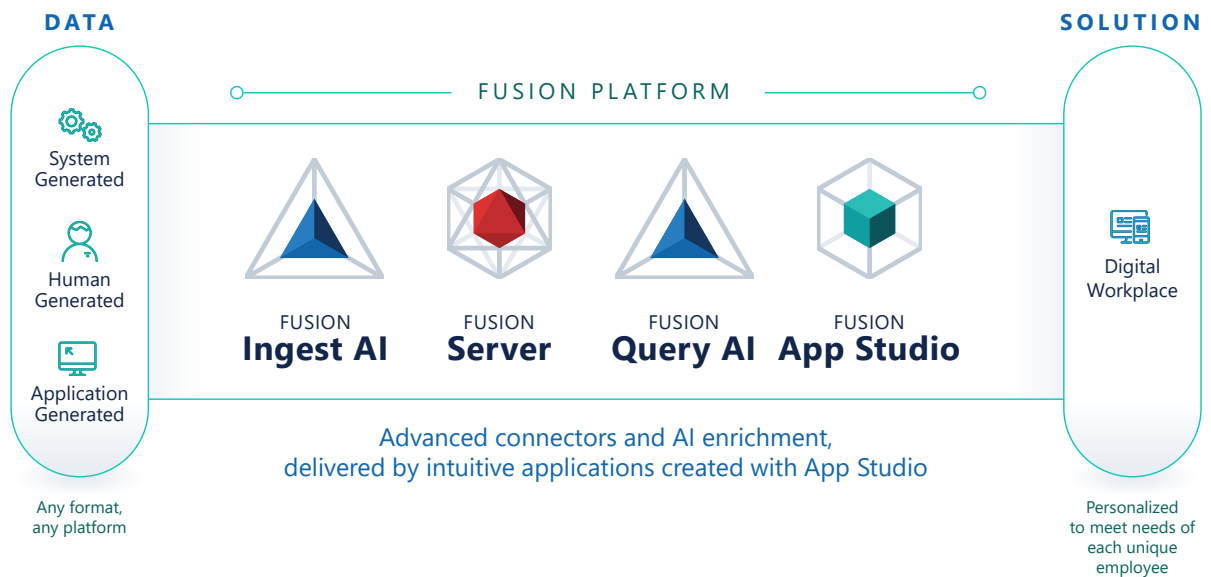 DATA
System
Generated
Human
Generated
Application
Generated
Any format,
any platform
FUSION PLATFORM
FUSION
Ingest AI
FUSION
Server
FUSION
Query AI
FUSION
App Studio
Advanced connectors and AI enrichment,
delivered by intuitive applications created with App Studio
SOLUTION
Digital
Workplace
Personalized
to meet needs of
each unique
employee